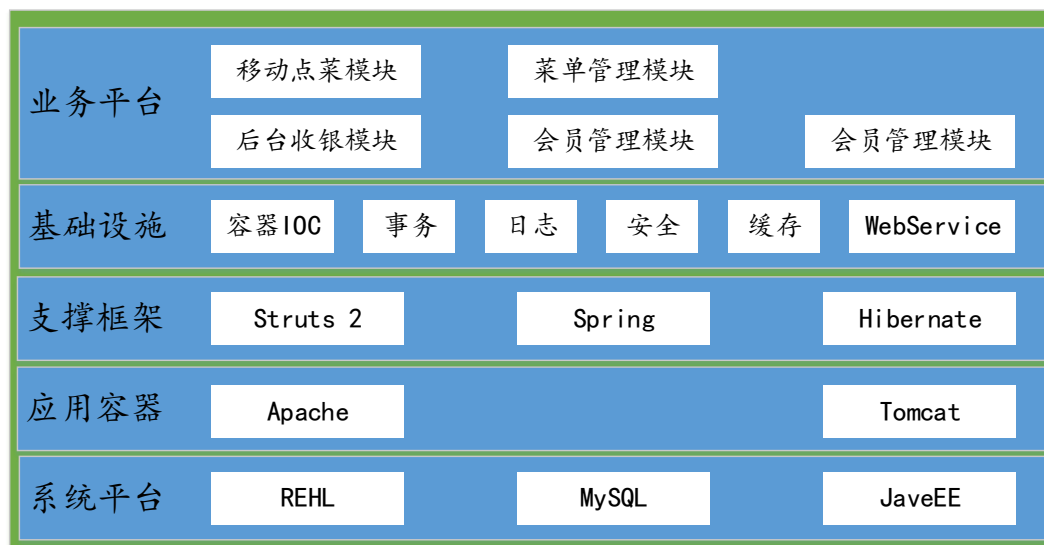 业务平台
移动点菜模块
菜单管理模块
后台收银模块
会员管理模块
会员管理模块
基础设施
容器IOC
事务
日志
安全
缓存
WebService
支撑框架
Struts 2
Spring
Hibernate
应用容器
Apache
Tomcat
系统平台
REHL
MySQL
JaveEE